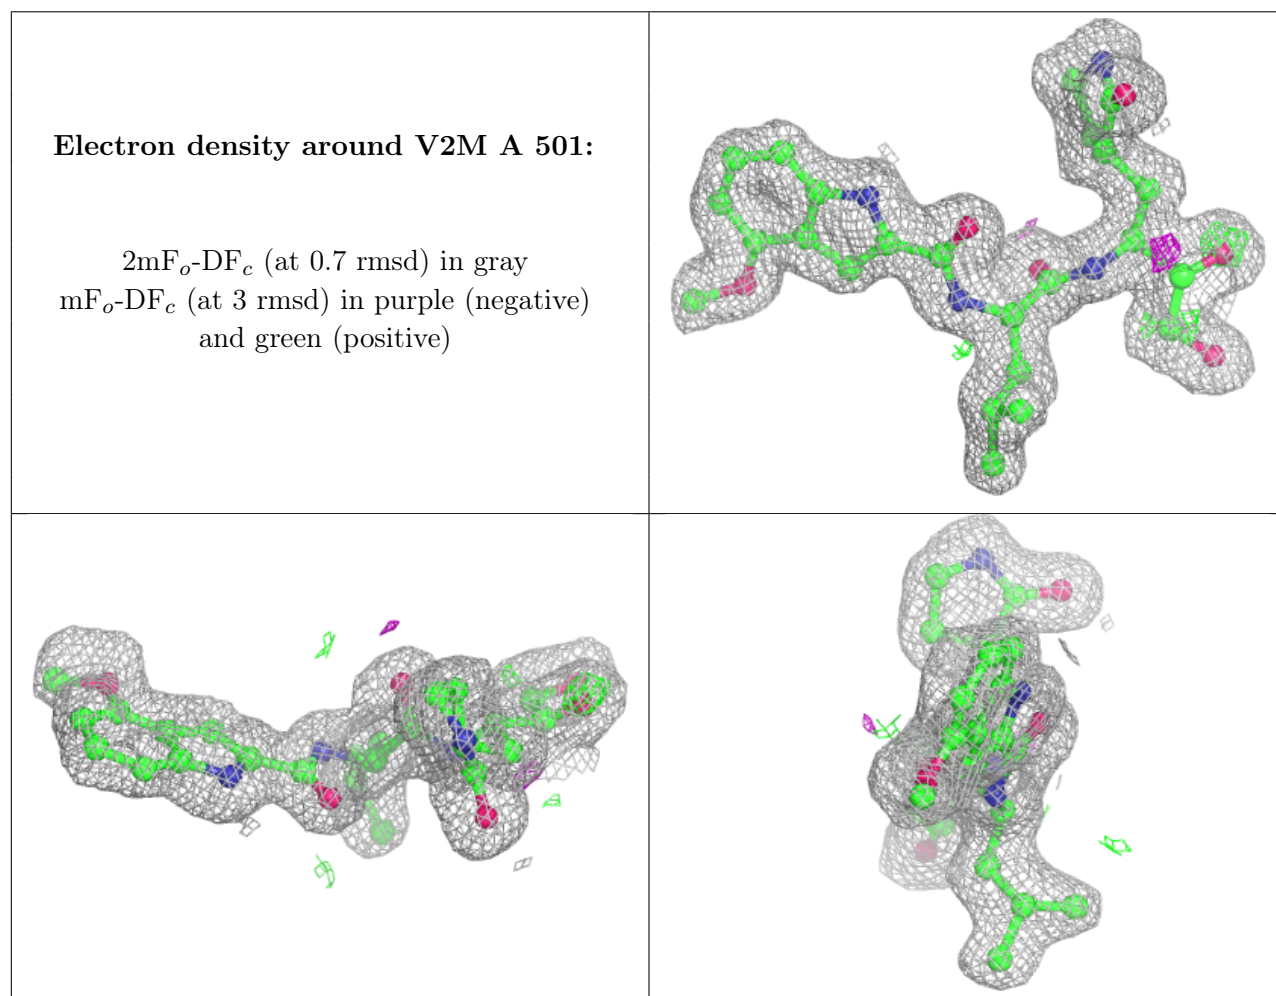 Electron density around V2M A 501:
2mFo-DFc (at 0.7 rmsd) in gray
mFo-DFc (at 3 rmsd) in purple (negative)
and green (positive)